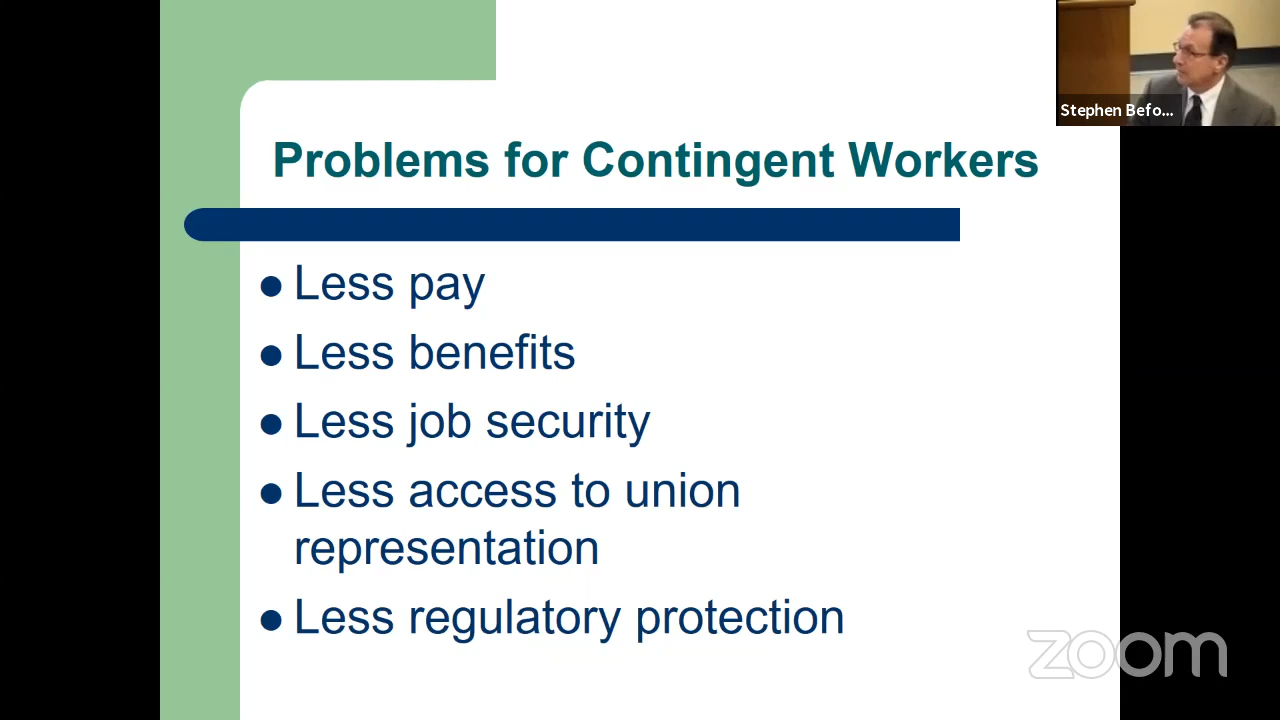 Stephen Befo...
Problems for Contingent Workers
Less pay
Less benefits
Less job security
Less access to union
representation
Less regulatory protection
zoom